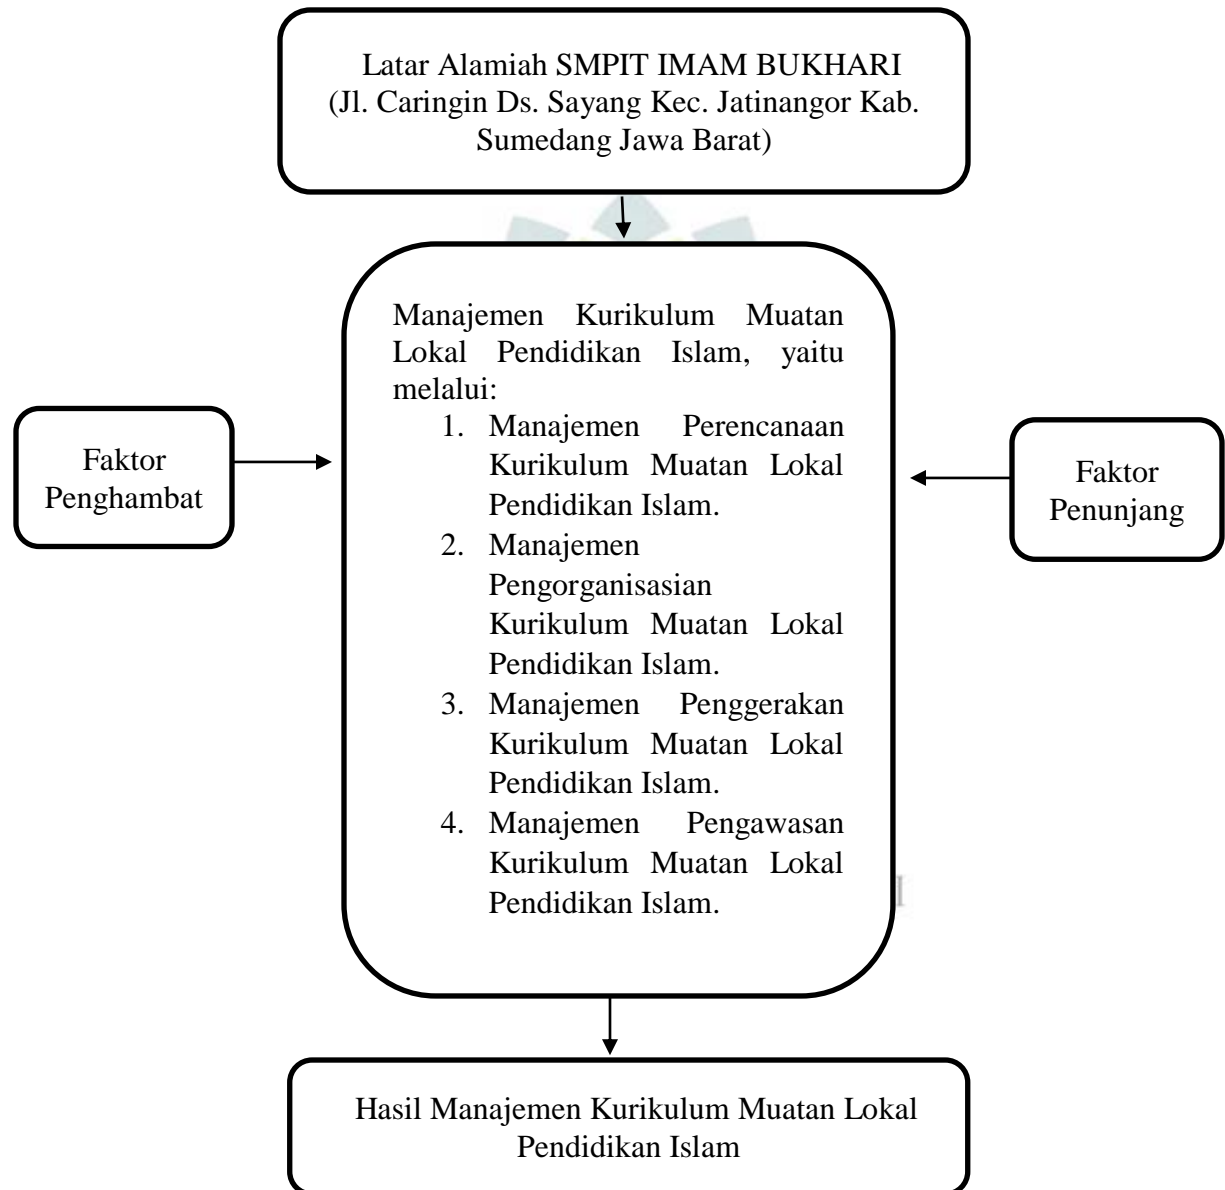 Latar Alamiah SMPIT IMAM BUKHARI
(Jl. Caringin Ds. Sayang Kec. Jatinangor Kab.
Sumedang Jawa Barat)
Manajemen Kurikulum Muatan
Lokal Pendidikan Islam, yaitu
melalui:
1. Manajemen Perencanaan
Kurikulum Muatan Lokal
Pendidikan Islam.
2. Manajemen
Pengorganisasian
Kurikulum Muatan Lokal
Pendidikan Islam.
3. Manajemen Penggerakan
Kurikulum Muatan Lokal
Pendidikan Islam.
4. Manajemen Pengawasan
Kurikulum Muatan Lokal
Pendidikan Islam.
Faktor
Penghambat
Faktor
Penunjang
Hasil Manajemen Kurikulum Muatan Lokal
Pendidikan Islam